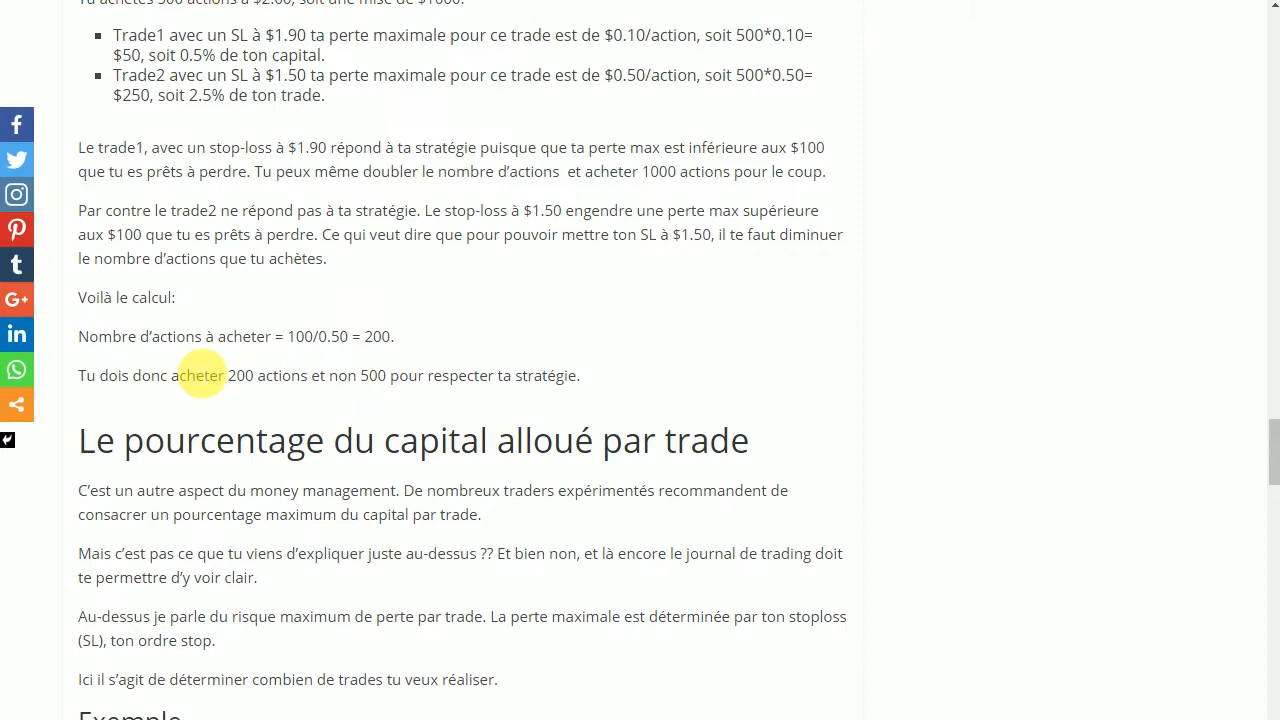 Tu achètes 500 actions à $2.00, soit une mise de $1000.
Trade1 avec un SL à $1.90 ta perte maximale pour ce trade est de $0.10/action, soit 500*0.10=
$50, soit 0.5% de ton capital.
Trade2 avec un SL à $1.50 ta perte maximale pour ce trade est de $0.50/action, soit 500*0.50=
$250, soit 2.5% de ton trade.
Le trade1, avec un stop-loss à $1.90 répond à ta stratégie puisque que ta perte max est inférieure aux $100
que tu es prêts à perdre. Tu peux même doubler le nombre d’actions  et acheter 1000 actions pour le coup.
Par contre le trade2 ne répond pas à ta stratégie. Le stop-loss à $1.50 engendre une perte max supérieure
aux $100 que tu es prêts à perdre. Ce qui veut dire que pour pouvoir mettre ton SL à $1.50, il te faut diminuer
le nombre d’actions que tu achètes.
Voilà le calcul:
Nombre d’actions à acheter = 100/0.50 = 200.
Tu dois donc acheter 200 actions et non 500 pour respecter ta stratégie.
Le pourcentage du capital alloué par trade
C’est un autre aspect du money management. De nombreux traders expérimentés recommandent de
consacrer un pourcentage maximum du capital par trade.
Mais c’est pas ce que tu viens d’expliquer juste au-dessus ?? Et bien non, et là encore le journal de trading doit
te permettre d’y voir clair.
Au-dessus je parle du risque maximum de perte par trade. La perte maximale est déterminée par ton stoploss
(SL), ton ordre stop.
Ici il s’agit de déterminer combien de trades tu veux réaliser.
Exemple